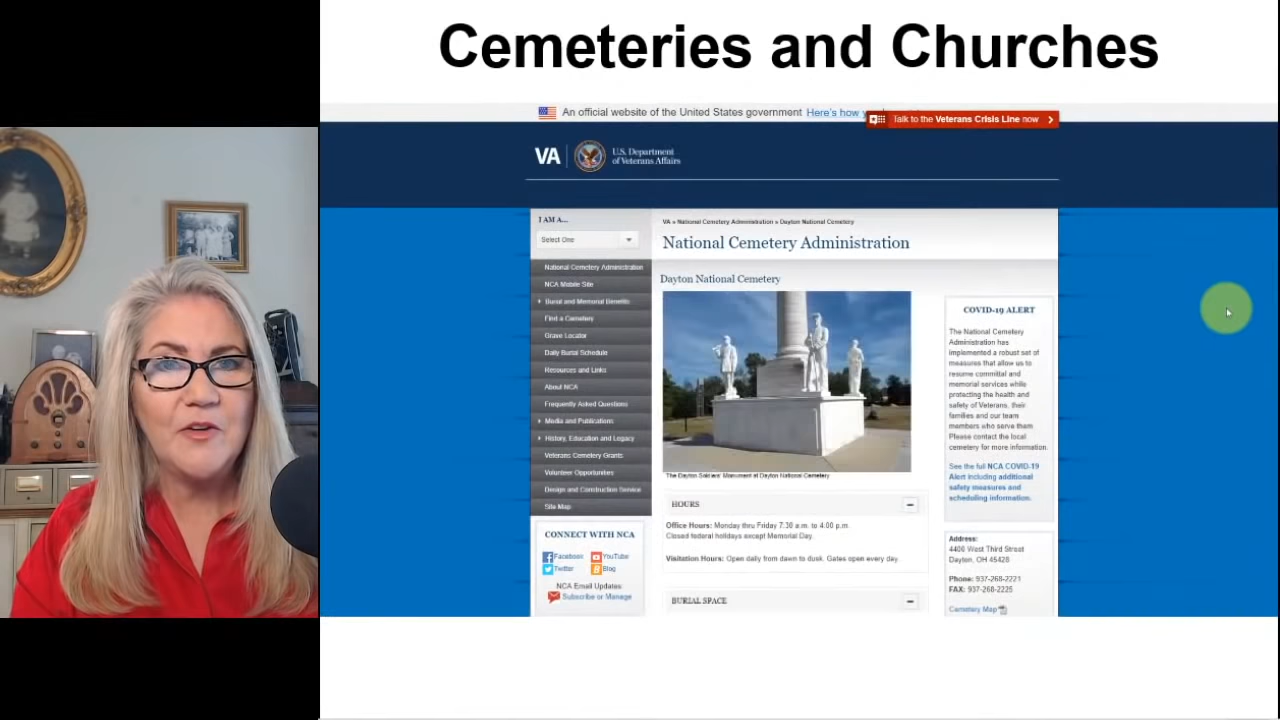 Cemeteries and Churches
An official website of the United States government Here's how
Talk to the Veterans Crisis Line now
VA
U.S. Department
of Veterans Affairs
I AM A...
Select One
National Cemetery Administration
NCA Mobile Site
Burial and Memorial Benefits
Find a Cemetery
Grave Locator
Daily Burial Schedule
Resources and Links
About NCA
Frequently Asked Questions
Media and Publications
History, Education and Legacy
Veterans Cemetery Grants
Volunteer Opportunities
Design and Construction Service
Site Map
CONNECT WITH NCA
Facebook YouTube
Twitter Blog
NCA Email Updates:
Subscribe or Manage
VA » National Cemetery Administration » Dayton National Cemetery
National Cemetery Administration
Dayton National Cemetery
The Dayton Soldiers' Monument at Dayton National Cemetery
HOURS
Office Hours: Monday thru Friday 7:30 a.m. to 4:00 p.m.
Closed federal holidays except Memorial Day.
Visitation Hours: Open daily from dawn to dusk. Gates open every day.
BURIAL SPACE
COVID-19 ALERT
The National Cemetery
Administration has
implemented a robust set of
measures that allow us to
resume committal and
memorial services while
protecting the health and
safety of Veterans, their
families and our team
members who serve them
Please contact the local
cemetery for more information.
See the full NCA COVID-19
Alert including additional
safety measures and
scheduling information.
Address:
4400 West Third Street
Dayton, OH 45428
Phone: 937-268-2221
FAX: 937-268-2225
Cemetery Map